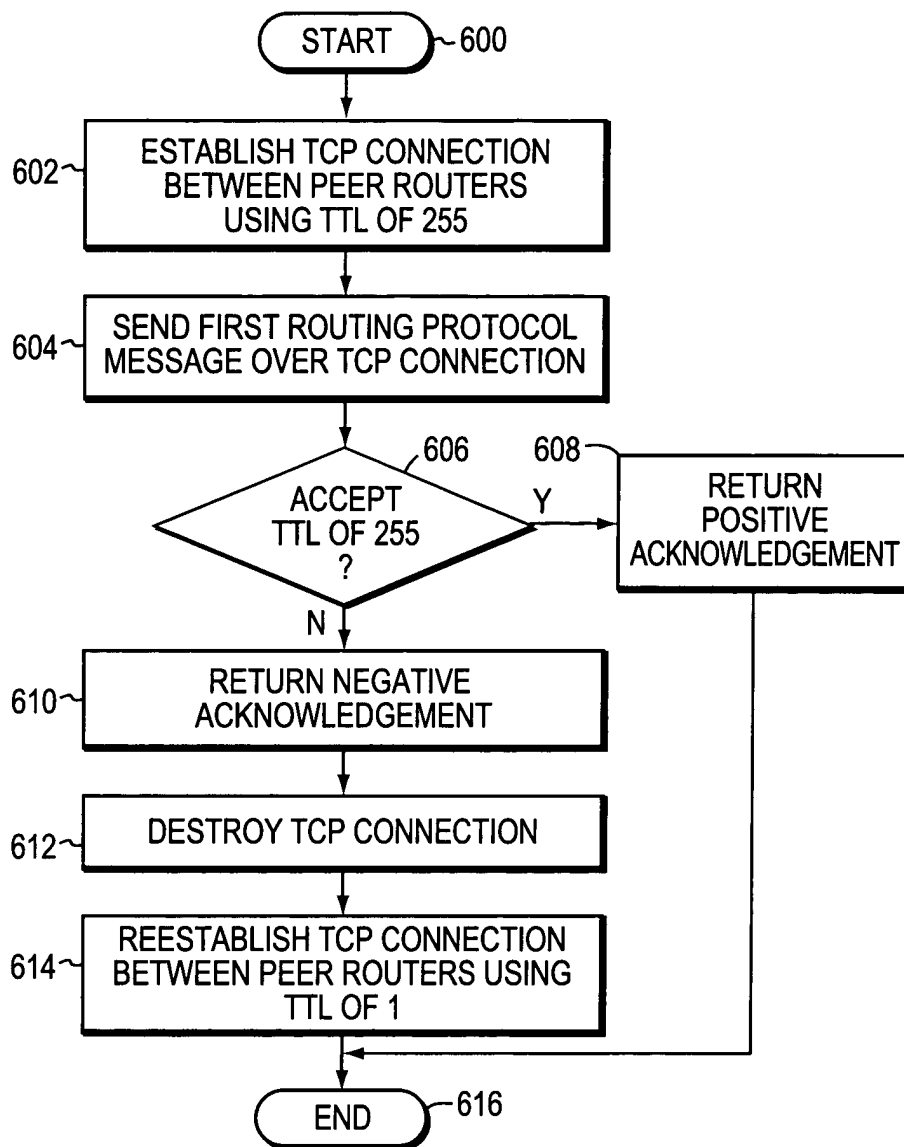 START
600
602
ESTABLISH TCP CONNECTION
BETWEEN PEER ROUTERS
USING TTL OF 255
604
SEND FIRST ROUTING PROTOCOL
MESSAGE OVER TCP CONNECTION
606
ACCEPT
TTL OF 255
?
Y
608
RETURN
POSITIVE
ACKNOWLEDGEMENT
N
610
RETURN NEGATIVE
ACKNOWLEDGEMENT
612
DESTROY TCP CONNECTION
614
REESTABLISH TCP CONNECTION
BETWEEN PEER ROUTERS USING
TTL OF 1
END
616